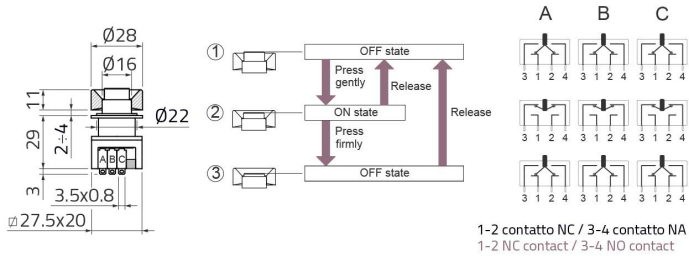 Ø28
Ø16
11
Ø22
2÷4
29
A B C
3
3.5x0.8
27.5x20
1 OFF state
Press
gently
Release
2 ON state
Press
firmly
Release
3 OFF state
A B C
3 1 2 4 3 1 2 4 3 1 2 4
3 1 2 4 3 1 2 4 3 1 2 4
3 1 2 4 3 1 2 4 3 1 2 4
1-2 contatto NC / 3-4 contatto NA
1-2 NC contact / 3-4 NO contact